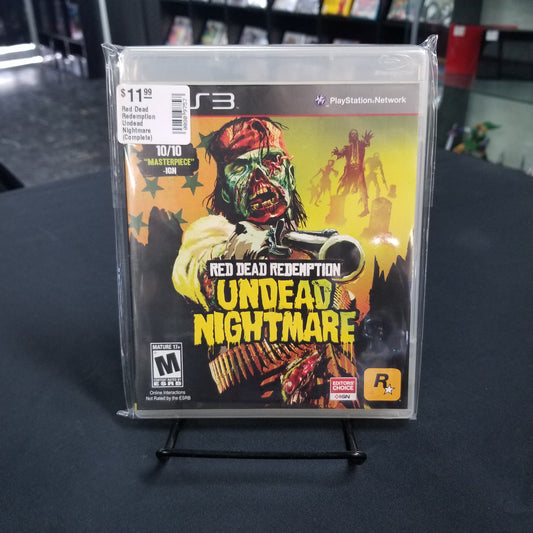 $11.99
Red Dead
Redemption
Undead
Nightmare
(Complete)
PS3
PlayStation®Network
10/10
"MASTERPIECE"
-IGN
RED DEAD REDEMPTION
UNDEAD
NIGHTMARE
MATURE 17+
M
ESRB
Online Interactions
Not Rated by the ESRB
EDITORS'
CHOICE
IGN
R